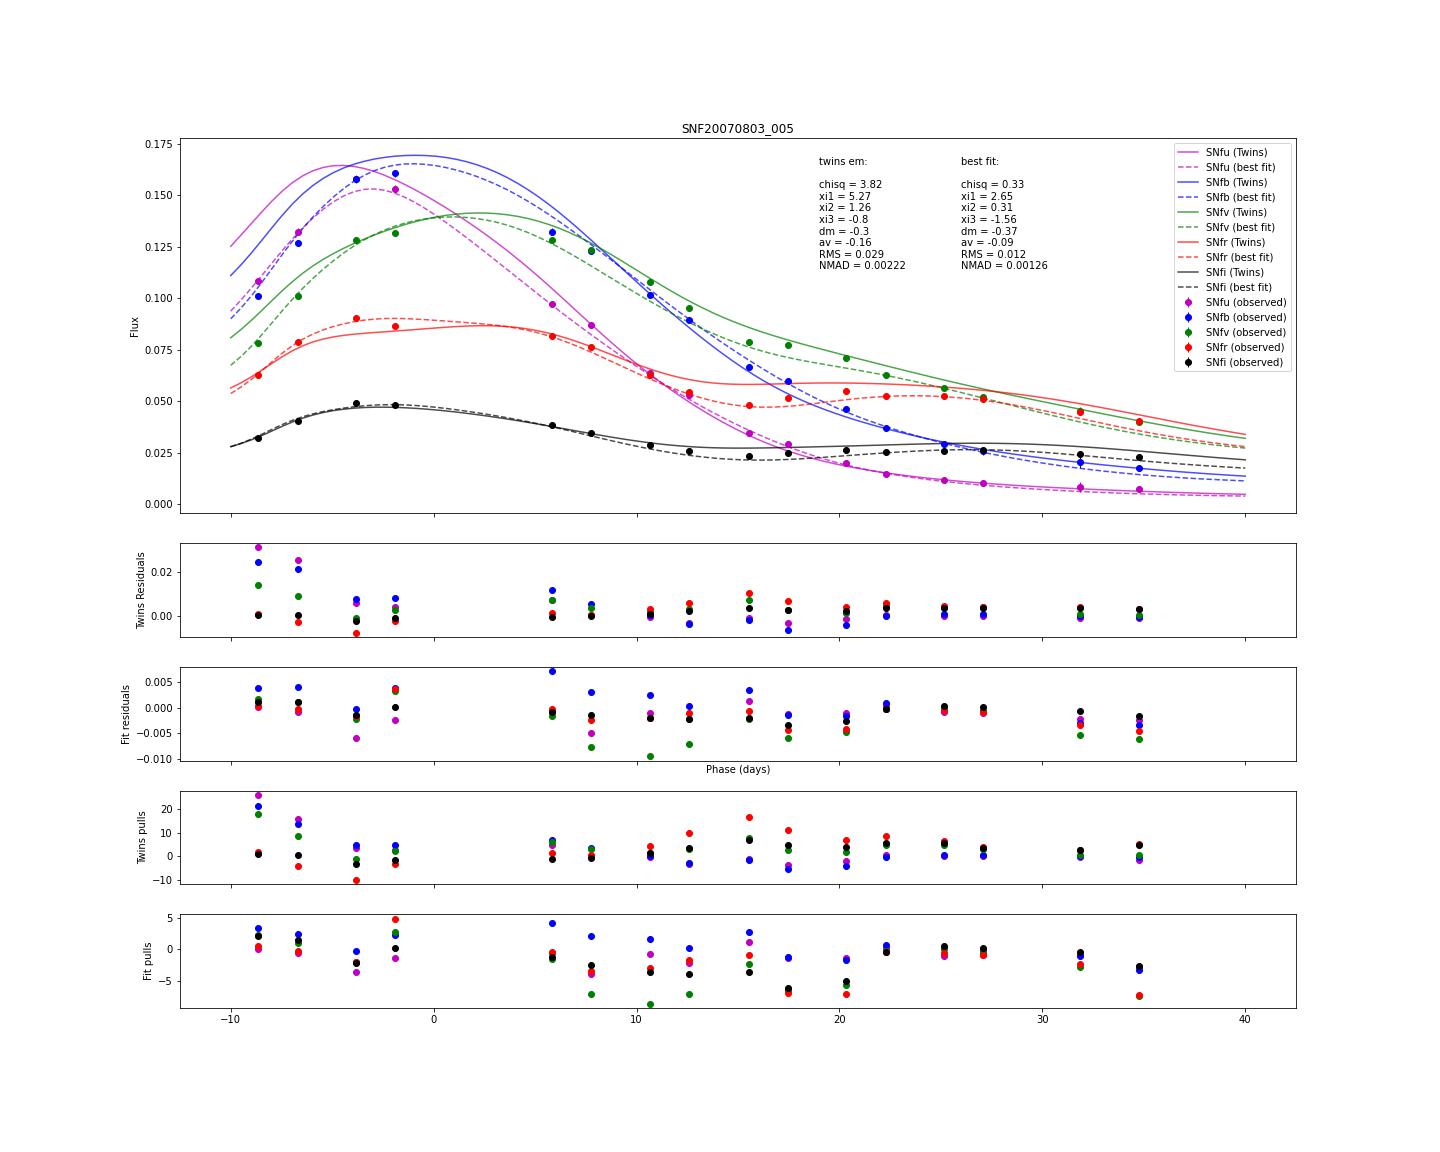 SNF20070803_005
0.175
0.150
0.125
0.100
0.075
0.050
0.025
0.000
Flux
twins em:
chisq = 3.82
xi1 = 5.27
xi2 = 1.26
xi3 = -0.8
dm = -0.3
av = -0.16
RMS = 0.029
NMAD = 0.00222
best fit:
chisq = 0.33
xi1 = 2.65
xi2 = 0.31
xi3 = -1.56
dm = -0.37
av = -0.09
RMS = 0.012
NMAD = 0.00126
SNfu (Twins)
SNfu (best fit)
SNfb (Twins)
SNfb (best fit)
SNfv (Twins)
SNfv (best fit)
SNfr (Twins)
SNfr (best fit)
SNfi (Twins)
SNfi (best fit)
SNfu (observed)
SNfb (observed)
SNfv (observed)
SNfr (observed)
SNfi (observed)
Twins Residuals
0.02
0.00
Fit residuals
0.005
0.000
−0.005
−0.010
Phase (days)
Twins pulls
20
10
0
−10
Fit pulls
5
0
−5
−10
0
10
20
30
40